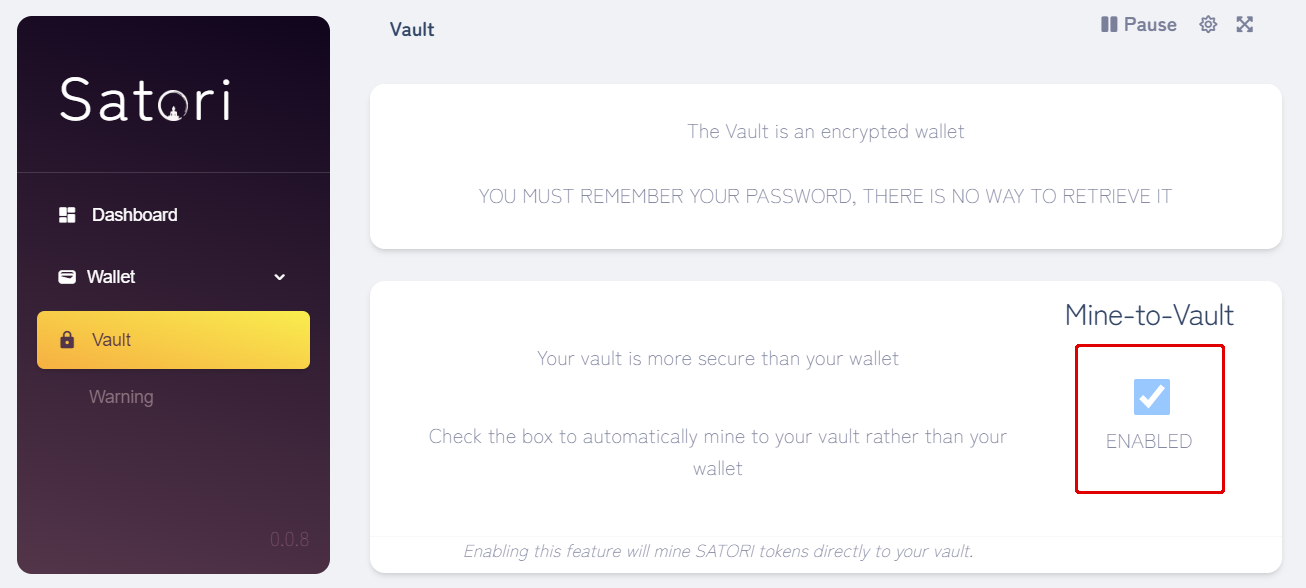 Satori
Dashboard
Wallet
Vault
Warning
0.0.8
Vault
Pause
The Vault is an encrypted wallet
YOU MUST REMEMBER YOUR PASSWORD, THERE IS NO WAY TO RETRIEVE IT
Mine-to-Vault
Your vault is more secure than your wallet
Check the box to automatically mine to your vault rather than your
wallet
ENABLED
Enabling this feature will mine SATORI tokens directly to your vault.